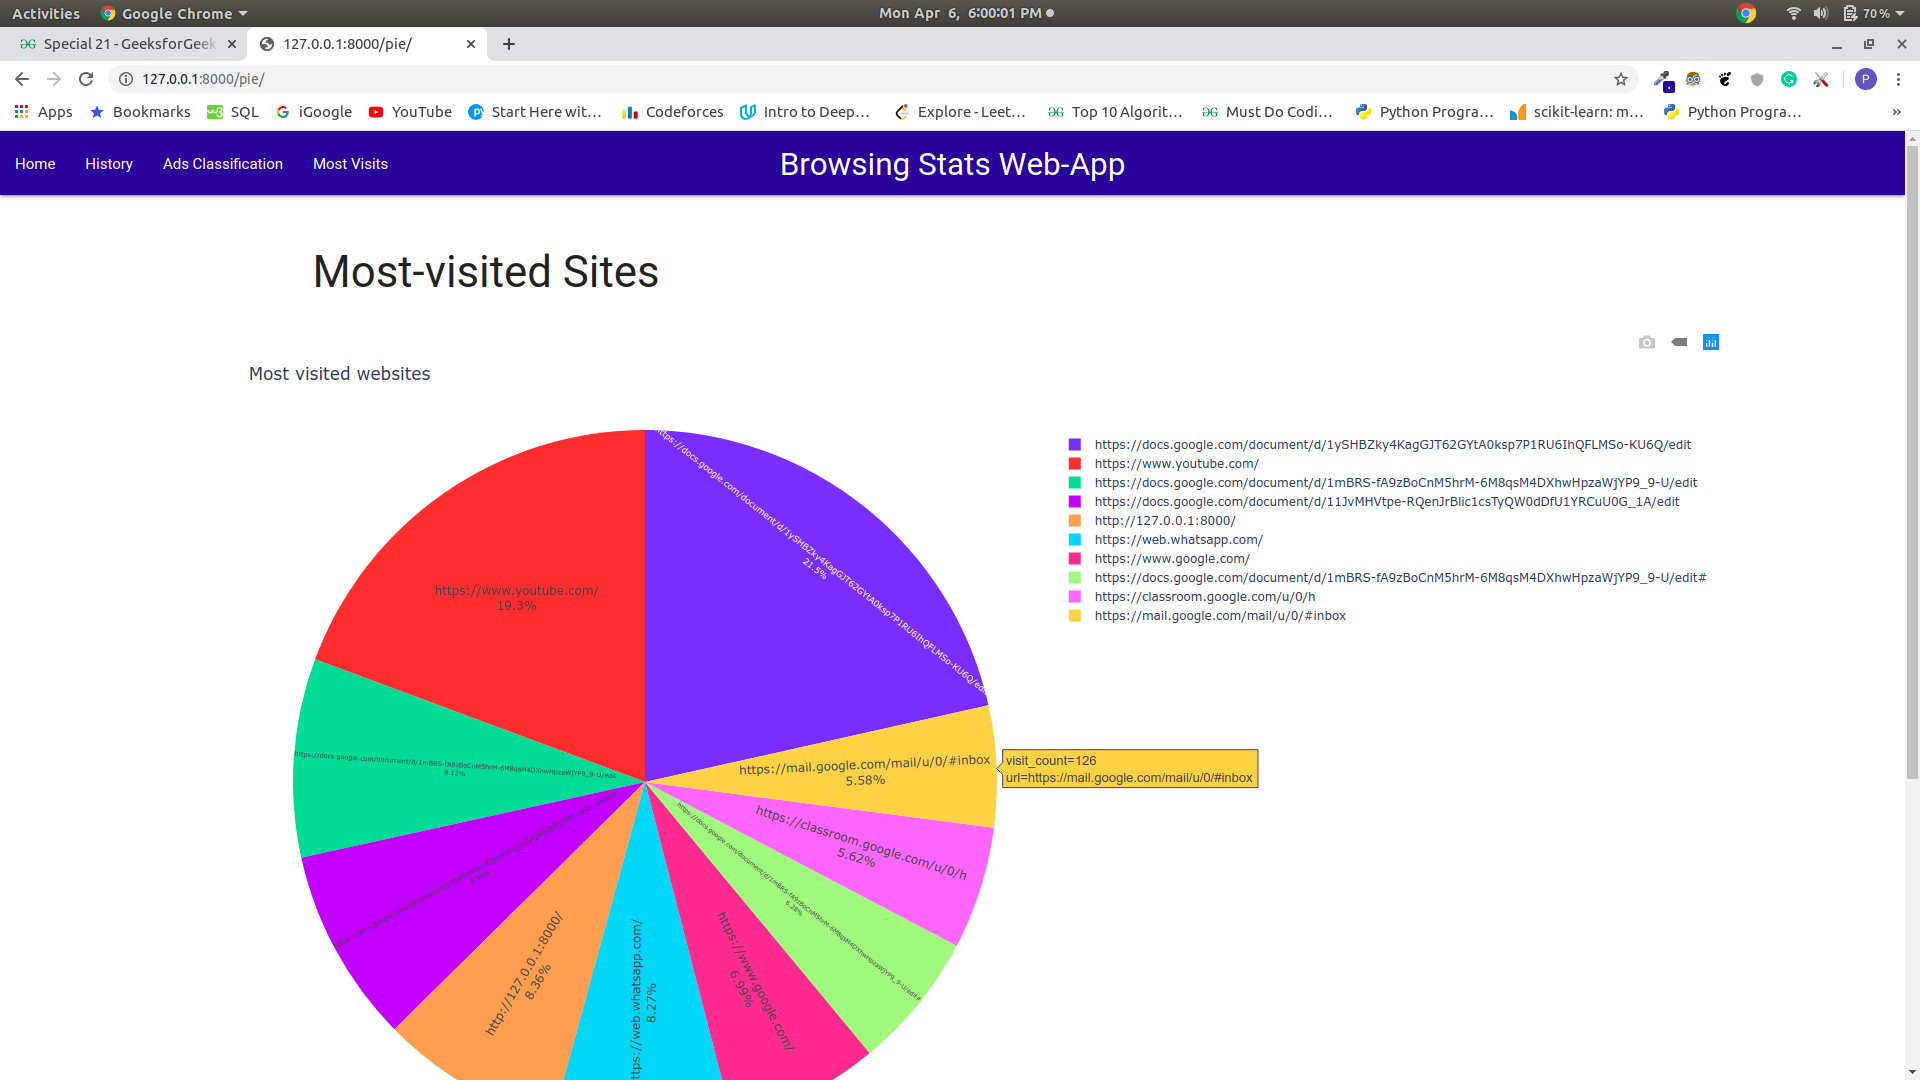 Activities Google Chrome Mon Apr 6, 6:00:01 PM 70 %
Special 21 - GeeksforGeek 127.0.0.1:8000/pie/
127.0.0.1:8000/pie/ P
Apps Bookmarks SQL iGoogle YouTube Start Here wit... Codeforces Intro to Deep... Explore - Leet... Top 10 Algorit... Must Do Codi... Python Progra... scikit-learn: m... Python Progra... »
Home History Ads Classification Most Visits Browsing Stats Web-App
Most-visited Sites
Most visited websites
https://docs.google.com/document/d/1ySHBZky4KagGJT62GYtA0ksp7P1RU6IhQFLMSo-KU6Q/edit
https://www.youtube.com/
https://docs.google.com/document/d/1mBRS-fA9zBoCnM5hrM-6M8qsM4DXhwHpzaWjYP9_9-U/edit
https://docs.google.com/document/d/11JvMHVtpe-RQenJrBlic1csTyQW0dDfU1YRCuU0G_1A/edit
http://127.0.0.1:8000/
https://web.whatsapp.com/
https://www.google.com/
https://docs.google.com/document/d/1mBRS-fA9zBoCnM5hrM-6M8qsM4DXhwHpzaWjYP9_9-U/edit#
https://classroom.google.com/u/0/h
https://mail.google.com/mail/u/0/#inbox
https://docs.google.com/document/d/1ySHBZky4KagGJT62GYtA0ksp7P1RU6IhQFLMSo-KU6Q/edit
21.5%
https://www.youtube.com/
19.3%
https://docs.google.com/document/d/1mBRS-fA9zBoCnM5hrM-6M8qsM4DXhwHpzaWjYP9_9-U/edit
9.12%
https://mail.google.com/mail/u/0/#inbox
5.58%
visit_count=126
url=https://mail.google.com/mail/u/0/#inbox
https://classroom.google.com/u/0/h
5.62%
https://docs.google.com/document/d/1mBRS-fA9zBoCnM5hrM-6M8qsM4DXhwHpzaWjYP9_9-U/edit#
6.28%
http://127.0.0.1:8000/
8.36%
ttps://web.whatsapp.com/
8.27%
https://www.google.com/
6.99%